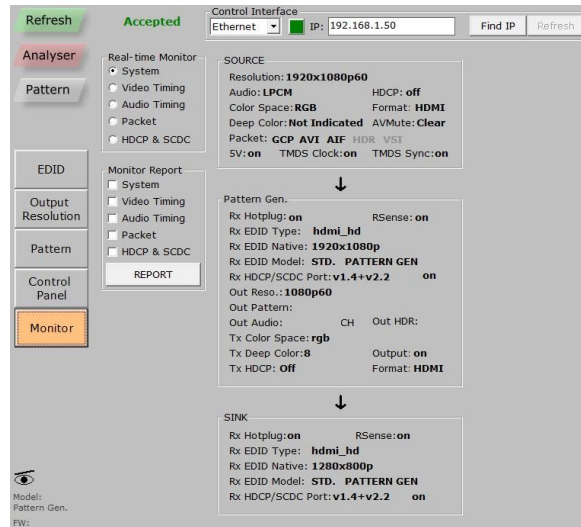 Refresh
Accepted
Control Interface
Ethernet
IP: 192.168.1.50
Find IP
Refresh
Analyser
Pattern
Real-time Monitor
System
Video Timing
Audio Timing
Packet
HDCP & SCDC
SOURCE
Resolution: 1920x1080p60
Audio: LPCM HDCP: off
Color Space: RGB Format: HDMI
Deep Color: Not Indicated AVMute: Clear
Packet: GCP AVI AIF HDR VSI
5V: on TMDS Clock: on TMDS Sync: on
EDID
Output
Resolution
Pattern
Control
Panel
Monitor
Monitor Report
System
Video Timing
Audio Timing
Packet
HDCP & SCDC
REPORT
Pattern Gen.
Rx Hotplug: on RSense: on
Rx EDID Type: hdmi_hd
Rx EDID Native: 1920x1080p
Rx EDID Model: STD. PATTERN GEN
Rx HDCP/SCDC Port: v1.4+v2.2 on
Out Reso.: 1080p60
Out Pattern:
Out Audio: CH Out HDR:
Tx Color Space: rgb
Tx Deep Color: 8 Output: on
Tx HDCP: Off Format: HDMI
SINK
Rx Hotplug: on RSense: on
Rx EDID Type: hdmi_hd
Rx EDID Native: 1280x800p
Rx EDID Model: STD. PATTERN GEN
Rx HDCP/SCDC Port: v1.4+v2.2 on
Model:
Pattern Gen.
FW: